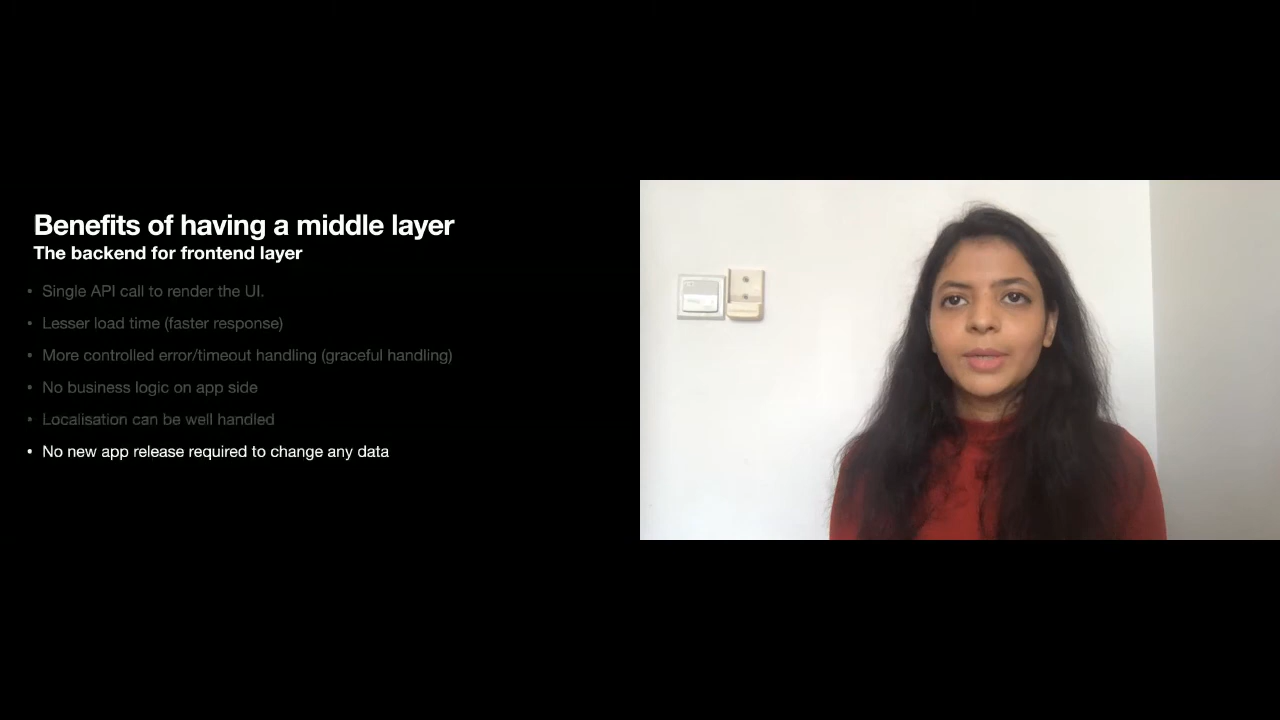 Benefits of having a middle layer
The backend for frontend layer
• Single API call to render the UI.
• Lesser load time (faster response)
• More controlled error/timeout handling (graceful handling)
• No business logic on app side
• Localisation can be well handled
• No new app release required to change any data